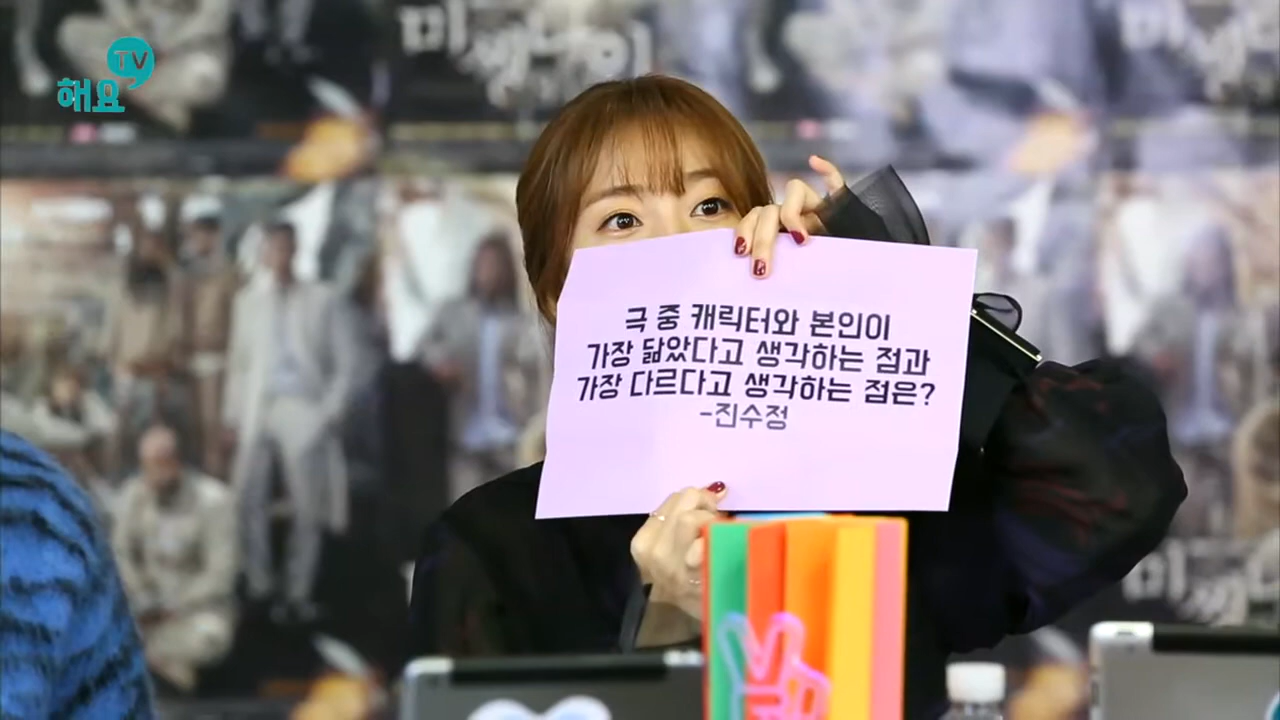 TV
해요
극 중 캐릭터와 본인이
가장 닮았다고 생각하는 점과
가장 다르다고 생각하는 점은?
-진수정